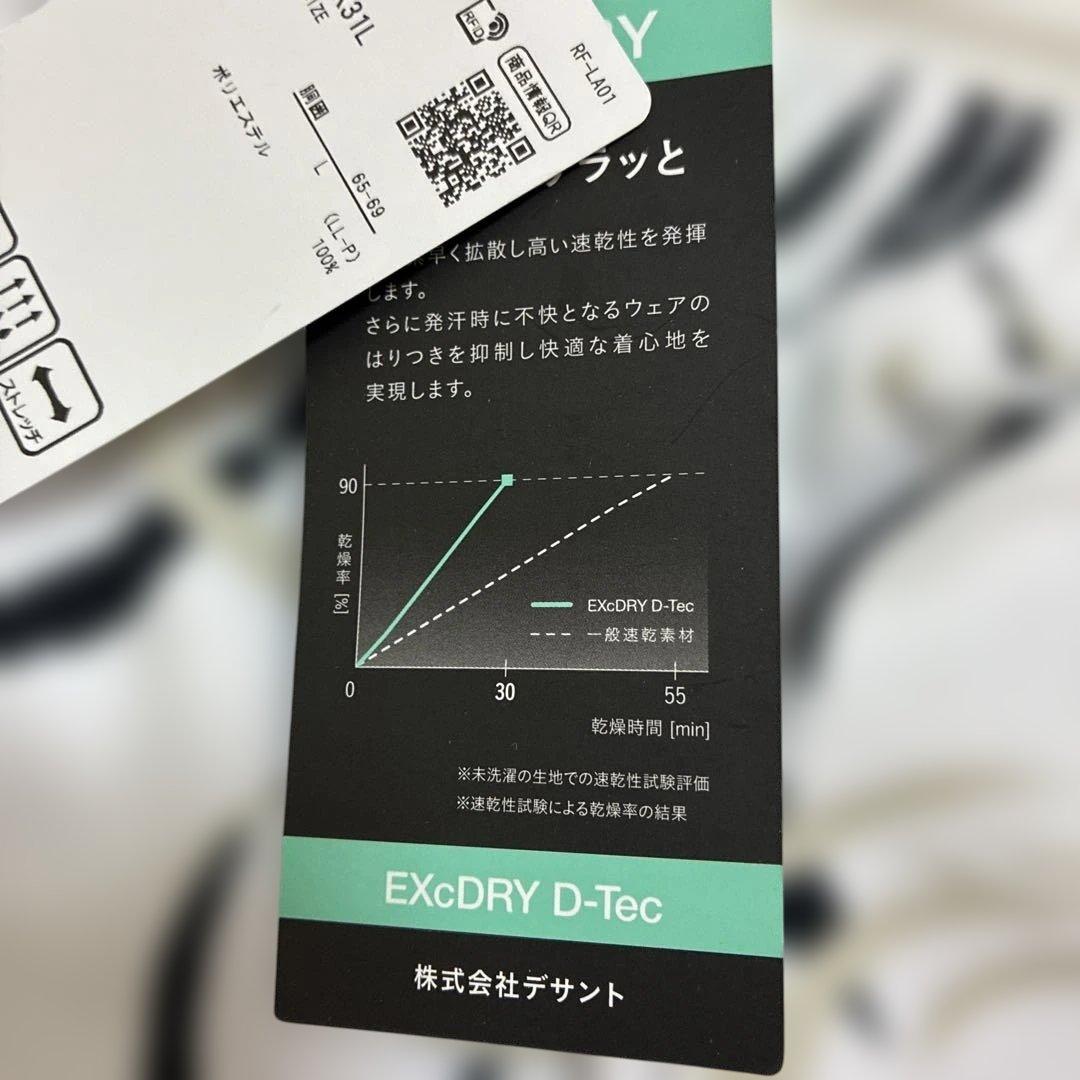 31L
IZE
RFID
商品情報QR
RF-LA01
ポリエステル
胸囲
L
65-69
(LL-P)
100%
ストレッチ
RY
ラッと
早く拡散し高い速乾性を発揮
します。
さらに発汗時に不快となるウェアの
はりつきを抑制し快適な着心地を
実現します。
90
乾燥率 [%]
EXcDRY D-Tec
一般速乾素材
0
30
55
乾燥時間 [min]
※未洗濯の生地での速乾性試験評価
※速乾性試験による乾燥率の結果
EXcDRY D-Tec
株式会社デサント